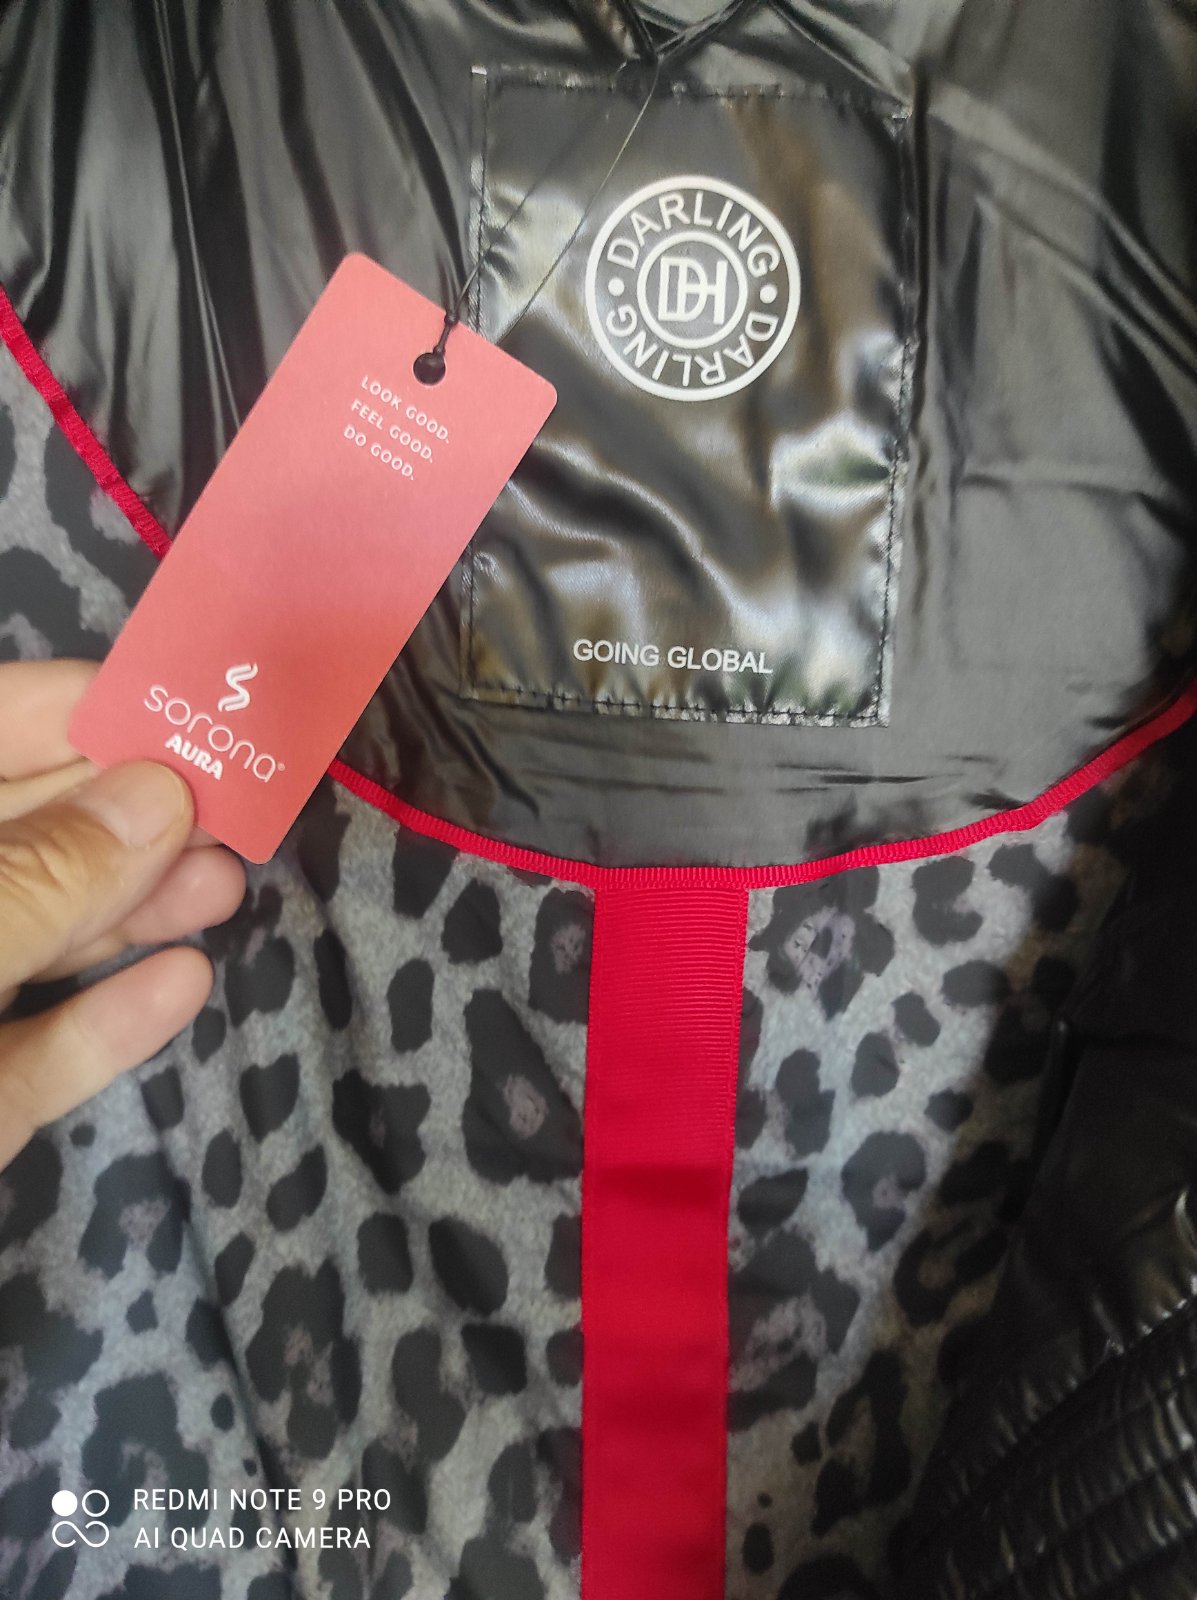 DARLING • DARLING •
DH
LOOK GOOD.
FEEL GOOD.
DO GOOD.
GOING GLOBAL
sorona®
AURA
REDMI NOTE 9 PRO
AI QUAD CAMERA